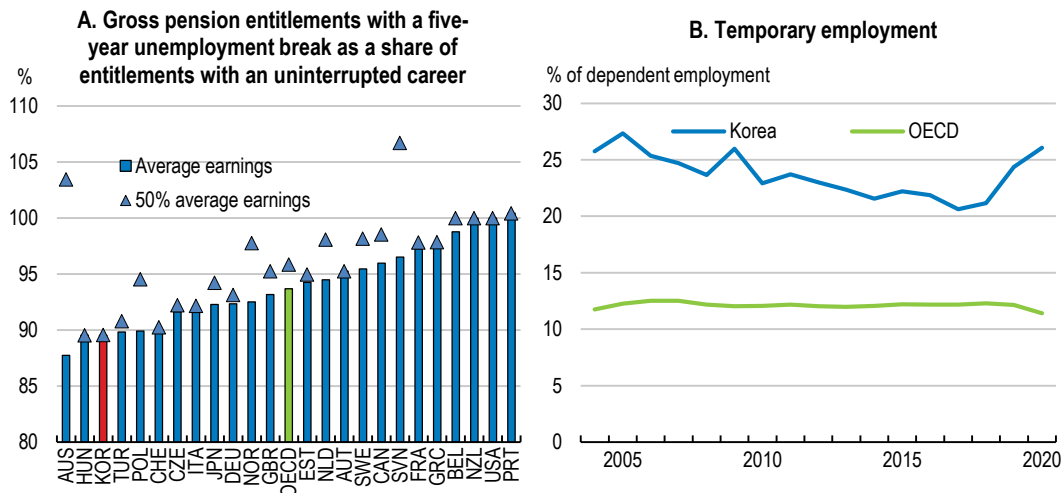 A. Gross pension entitlements with a five-
year unemployment break as a share of
entitlements with an uninterrupted career
%
110
105
100
95
90
85
80
Average earnings
50% average earnings
AUS
HUN
KOR
TUR
POL
CHE
CZE
ITA
JPN
DEU
NOR
GBR
OECD
EST
NLD
AUT
SWE
CAN
SVN
FRA
GRC
BEL
NZL
USA
PRT
B. Temporary employment
% of dependent employment
30
25
20
15
10
5
0
Korea
OECD
2005
2010
2015
2020